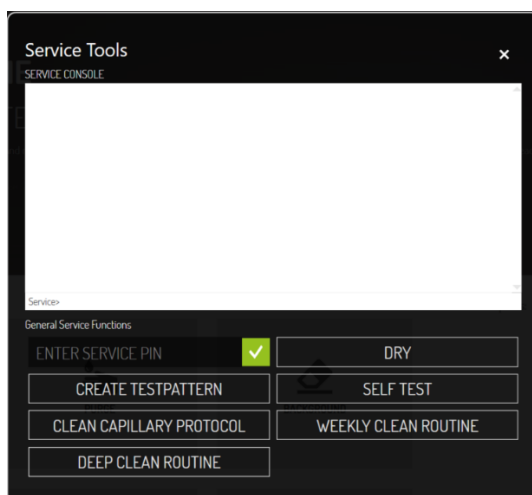 Service Tools
×
SERVICE CONSOLE
Service>
General Service Functions
ENTER SERVICE PIN
DRY
CREATE TESTPATTERN
SELF TEST
CLEAN CAPILLARY PROTOCOL
WEEKLY CLEAN ROUTINE
DEEP CLEAN ROUTINE